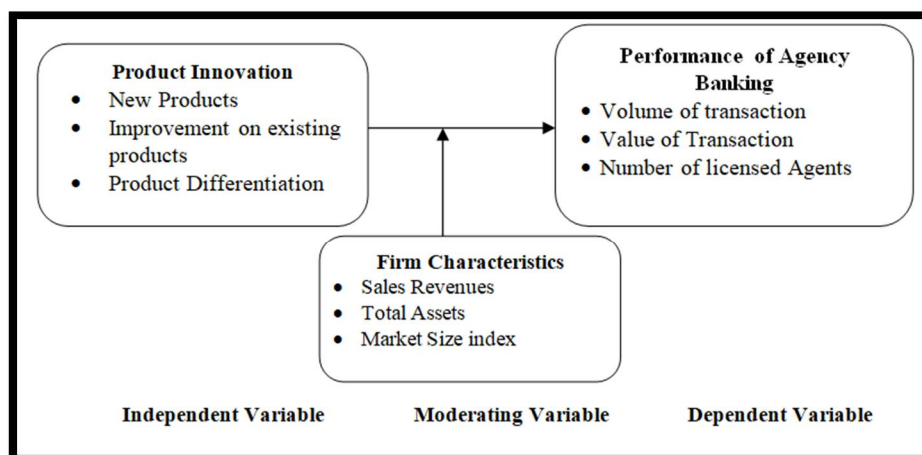 Product Innovation
• New Products
• Improvement on existing
products
• Product Differentiation
Performance of Agency
Banking
• Volume of transaction
• Value of Transaction
• Number of licensed Agents
Firm Characteristics
• Sales Revenues
• Total Assets
• Market Size index
Independent Variable
Moderating Variable
Dependent Variable